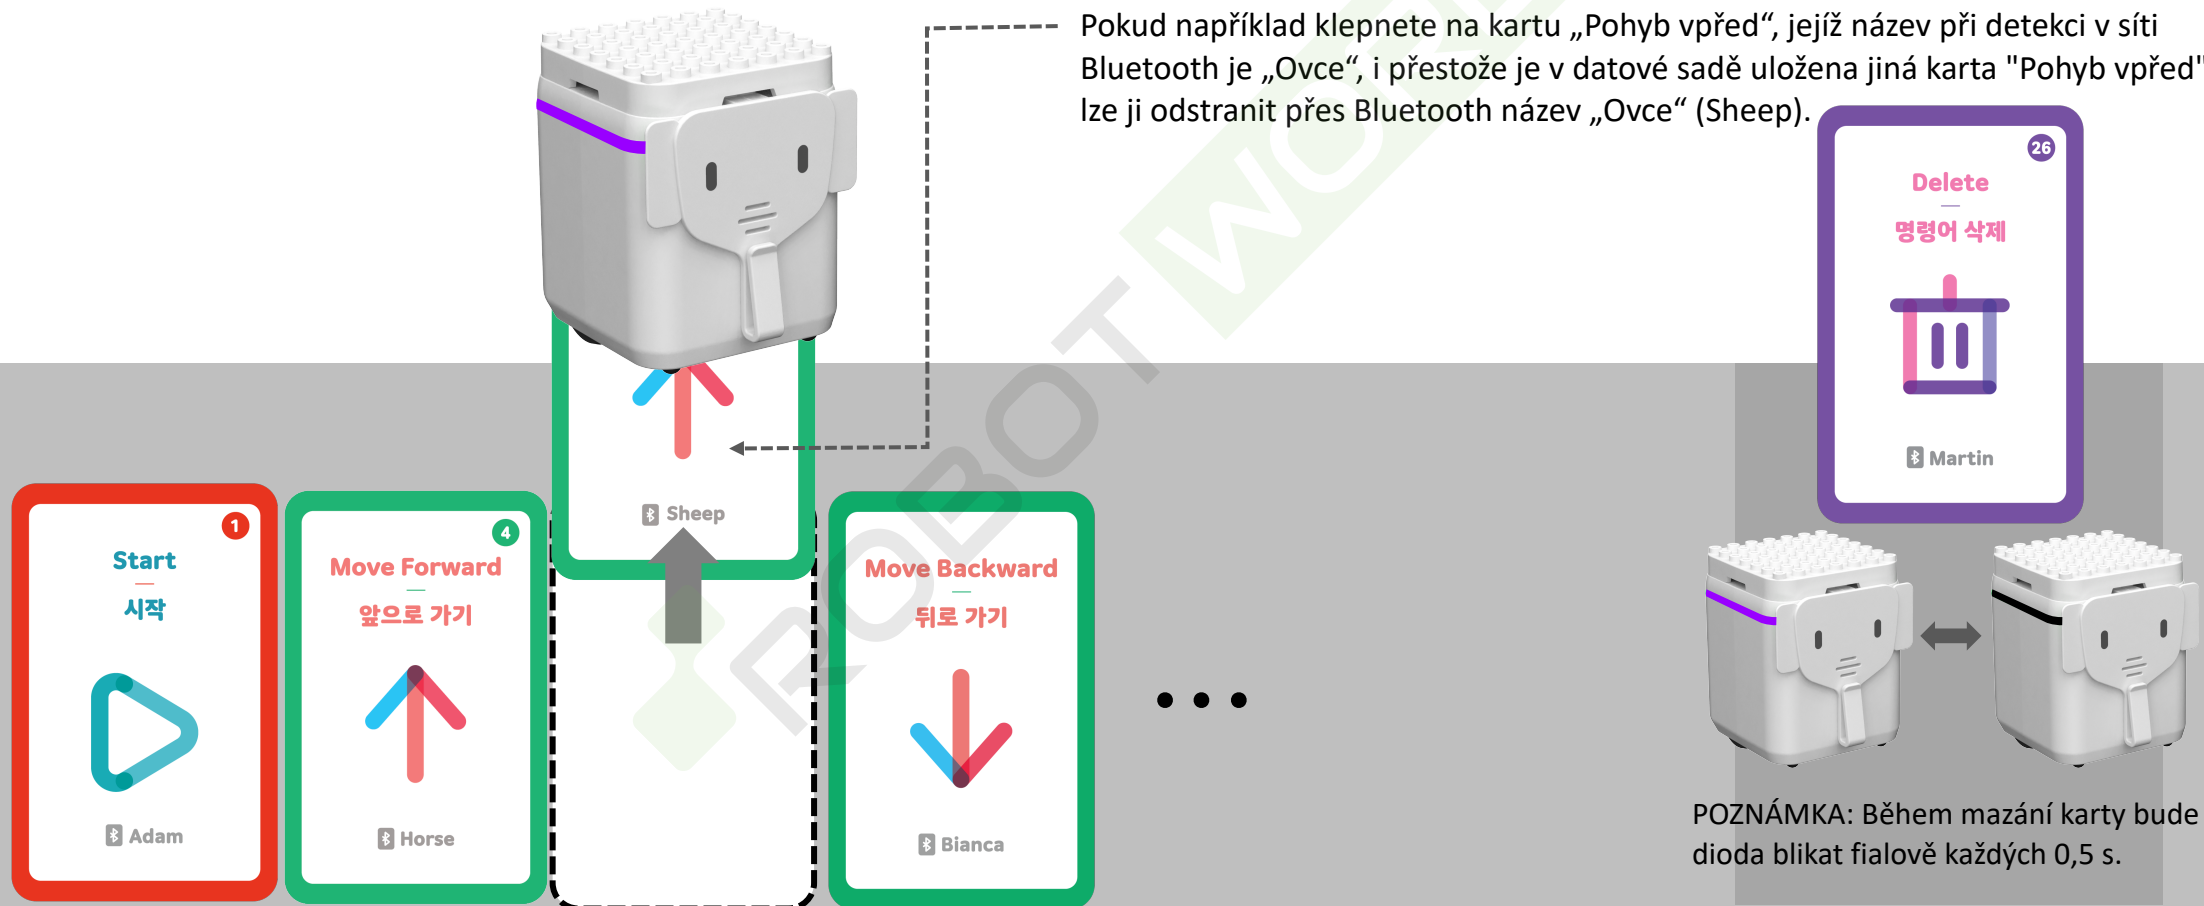 Pokud například klepnete na kartu „Pohyb vpřed“, jejíž název při detekci v síti
Bluetooth je „Ovce“, i přestože je v datové sadě uložena jiná karta "Pohyb vpřed"
lze ji odstranit přes Bluetooth název „Ovce“ (Sheep).
26
Delete
명령어 삭제
Martin
Sheep
1
Start
시작
Adam
4
Move Forward
앞으로 가기
Horse
Move Backward
뒤로 가기
Bianca
• • •
POZNÁMKA: Během mazání karty bude
dioda blikat fialově každých 0,5 s.
ROBOT WOR